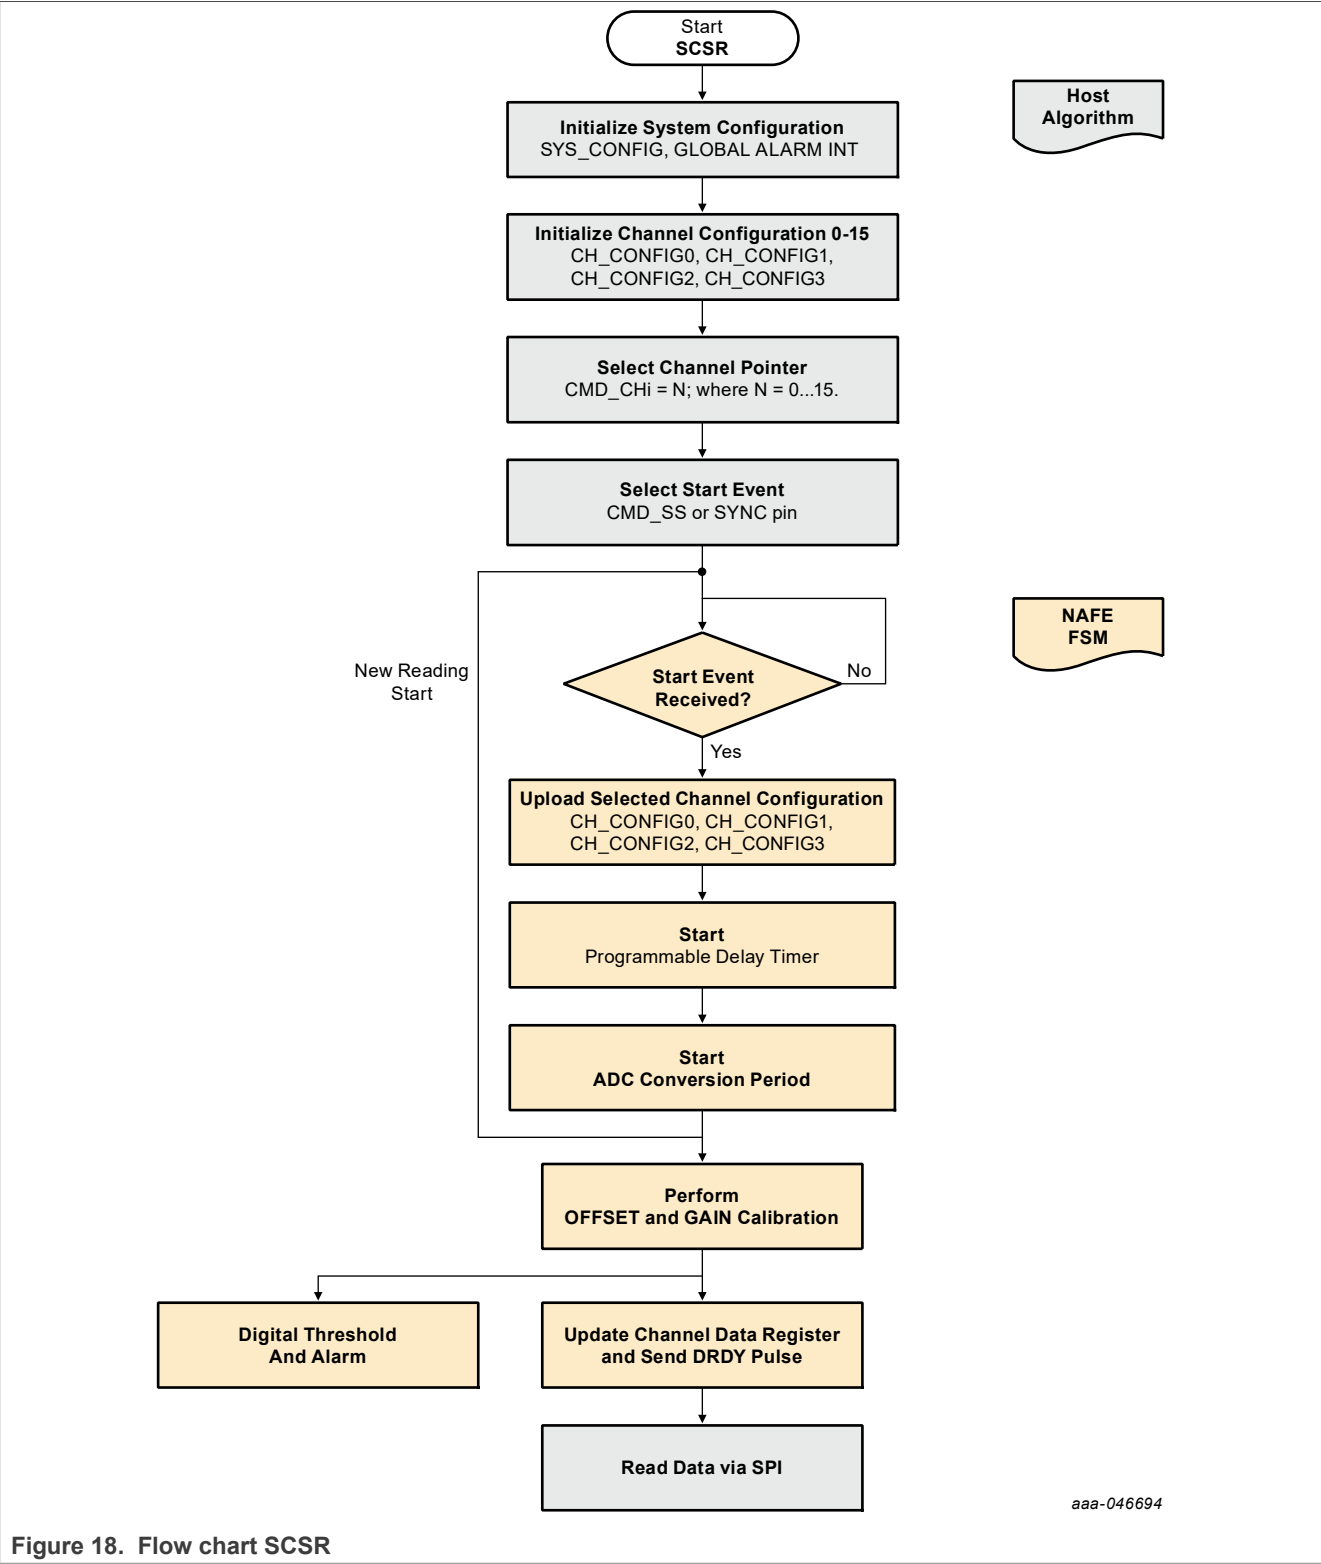 Start
SCSR
Host
Algorithm
Initialize System Configuration
SYS_CONFIG, GLOBAL ALARM INT
Initialize Channel Configuration 0-15
CH_CONFIG0, CH_CONFIG1,
CH_CONFIG2, CH_CONFIG3
Select Channel Pointer
CMD_CHi = N; where N = 0...15.
Select Start Event
CMD_SS or SYNC pin
NAFE
FSM
New Reading
Start
Start Event
Received?
No
Yes
Upload Selected Channel Configuration
CH_CONFIG0, CH_CONFIG1,
CH_CONFIG2, CH_CONFIG3
Start
Programmable Delay Timer
Start
ADC Conversion Period
Perform
OFFSET and GAIN Calibration
Digital Threshold
And Alarm
Update Channel Data Register
and Send DRDY Pulse
Read Data via SPI
aaa-046694
Figure 18. Flow chart SCSR